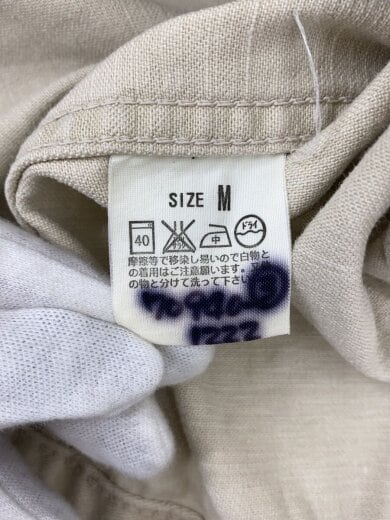 SIZE M
40 中 ドライ
摩擦等で移染し易いので白物と
の着用はご注意願います。
の物と分けて洗って下さい